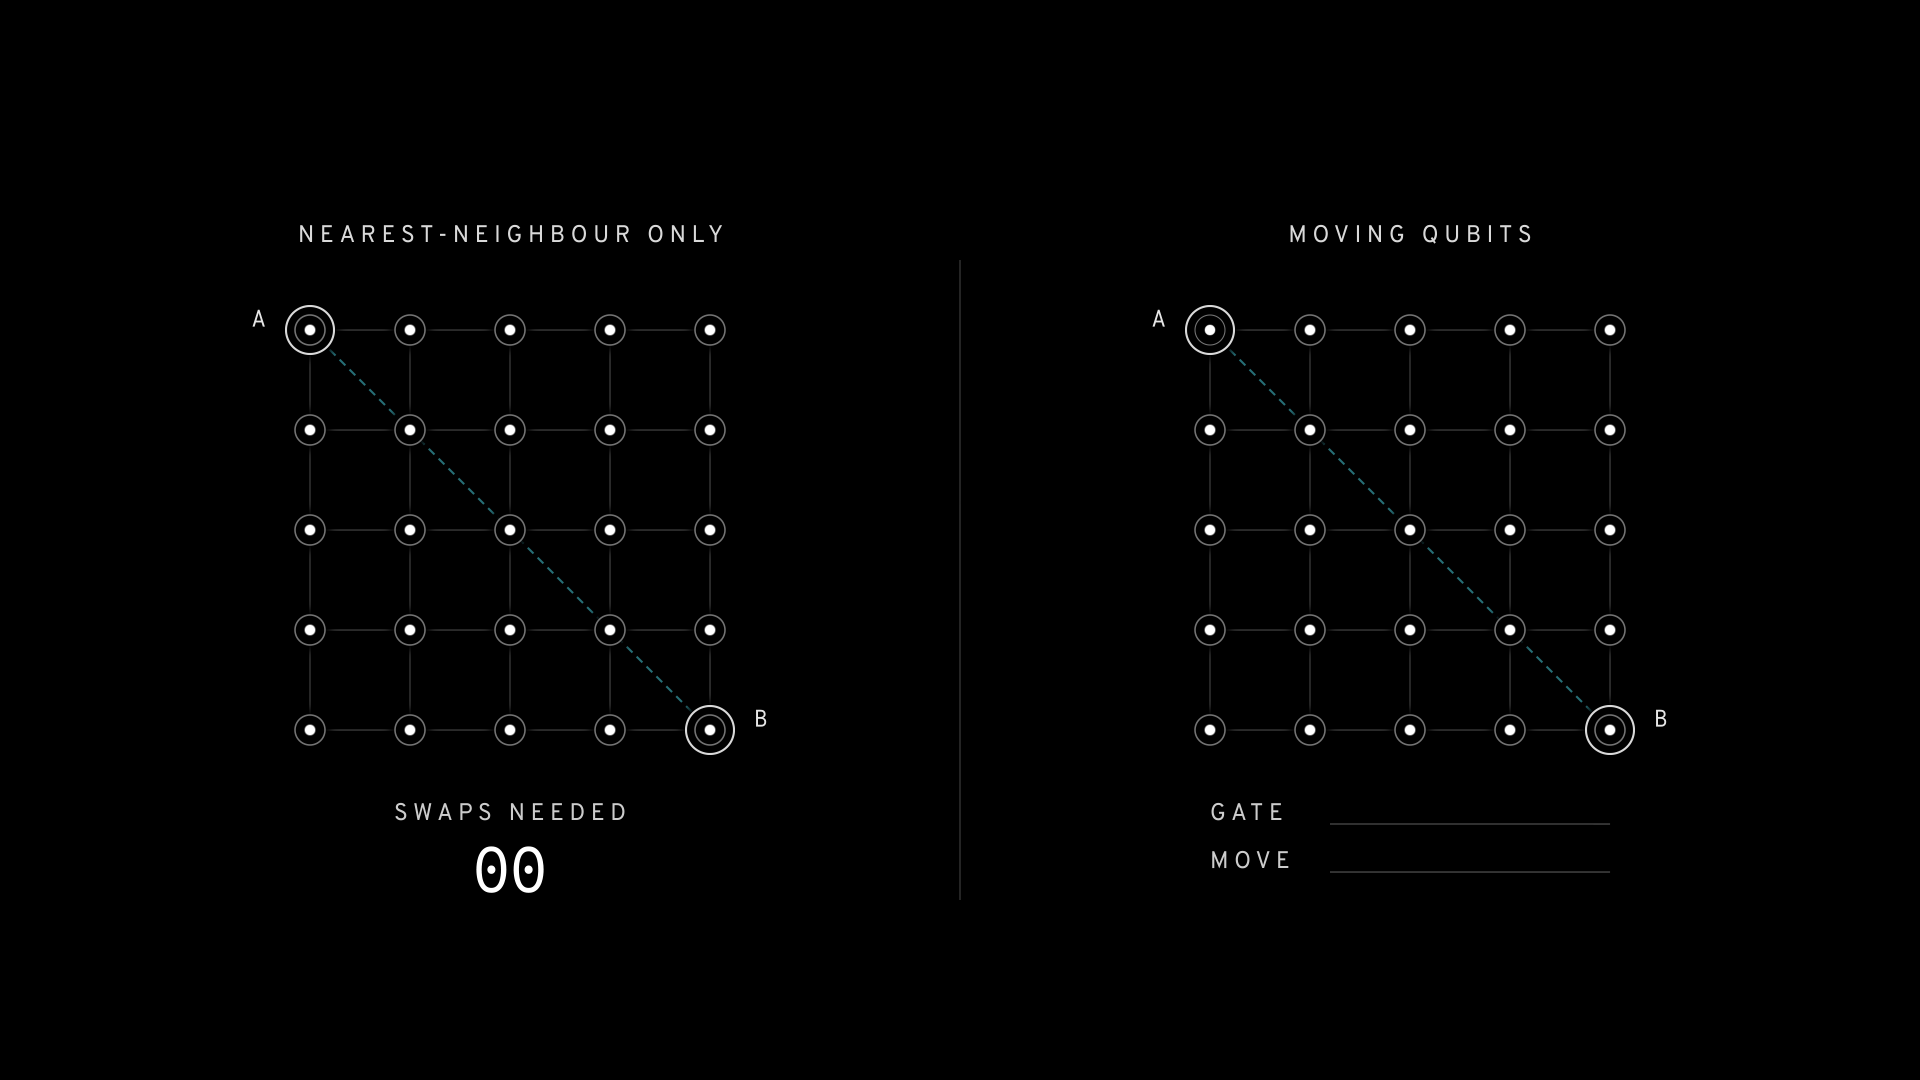 NEAREST-NEIGHBOUR ONLY
A
B
SWAPS NEEDED
00
MOVING QUBITS
A
B
GATE
MOVE